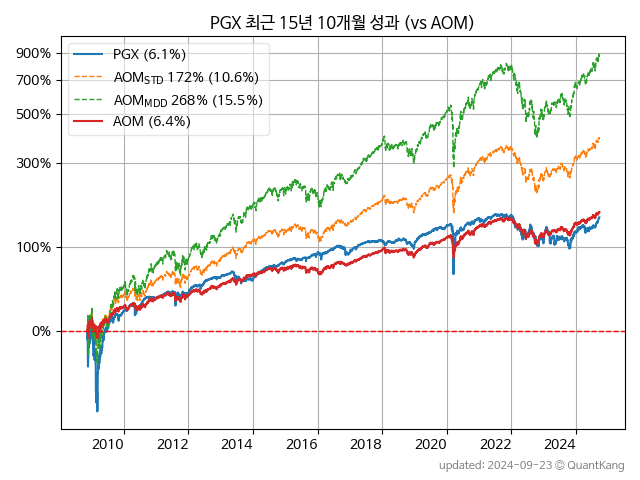 PGX 최근 15년 10개월 성과 (vs AOM)
900%
700%
500%
300%
100%
0%
PGX (6.1%)
AOM_STD 172% (10.6%)
AOM_MDD 268% (15.5%)
AOM (6.4%)
2010 2012 2014 2016 2018 2020 2022 2024
updated: 2024-09-23 © QuantKang